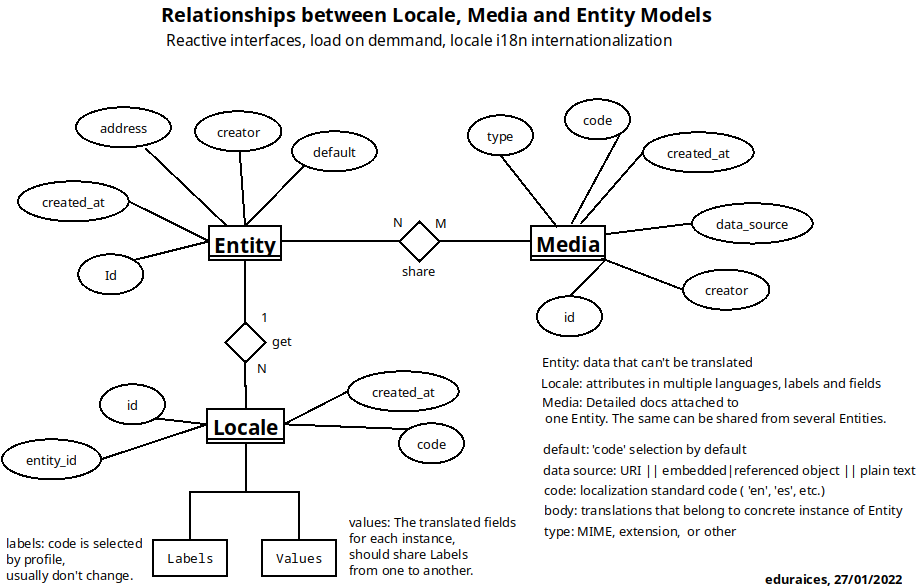 Relationships between Locale, Media and Entity Models
Reactive interfaces, load on demmand, locale i18n internationalization
address
creator
default
created_at
Id
Entity
N
M
share
type
code
created_at
data_source
creator
id
Media
1
get
N
id
entity_id
created_at
code
Locale
Labels
Values
labels: code is selected
by profile,
usually don't change.
values: The translated fields
for each instance,
should share Labels
from one to another.
Entity: data that can't be translated
Locale: attributes in multiple languages, labels and fields
Media: Detailed docs attached to
one Entity. The same can be shared from several Entities.
default: 'code' selection by default
data source: URI || embedded|referenced object || plain text
code: localization standard code ( 'en', 'es', etc.)
body: translations that belong to concrete instance of Entity
type: MIME, extension,  or other
eduraices, 27/01/2022